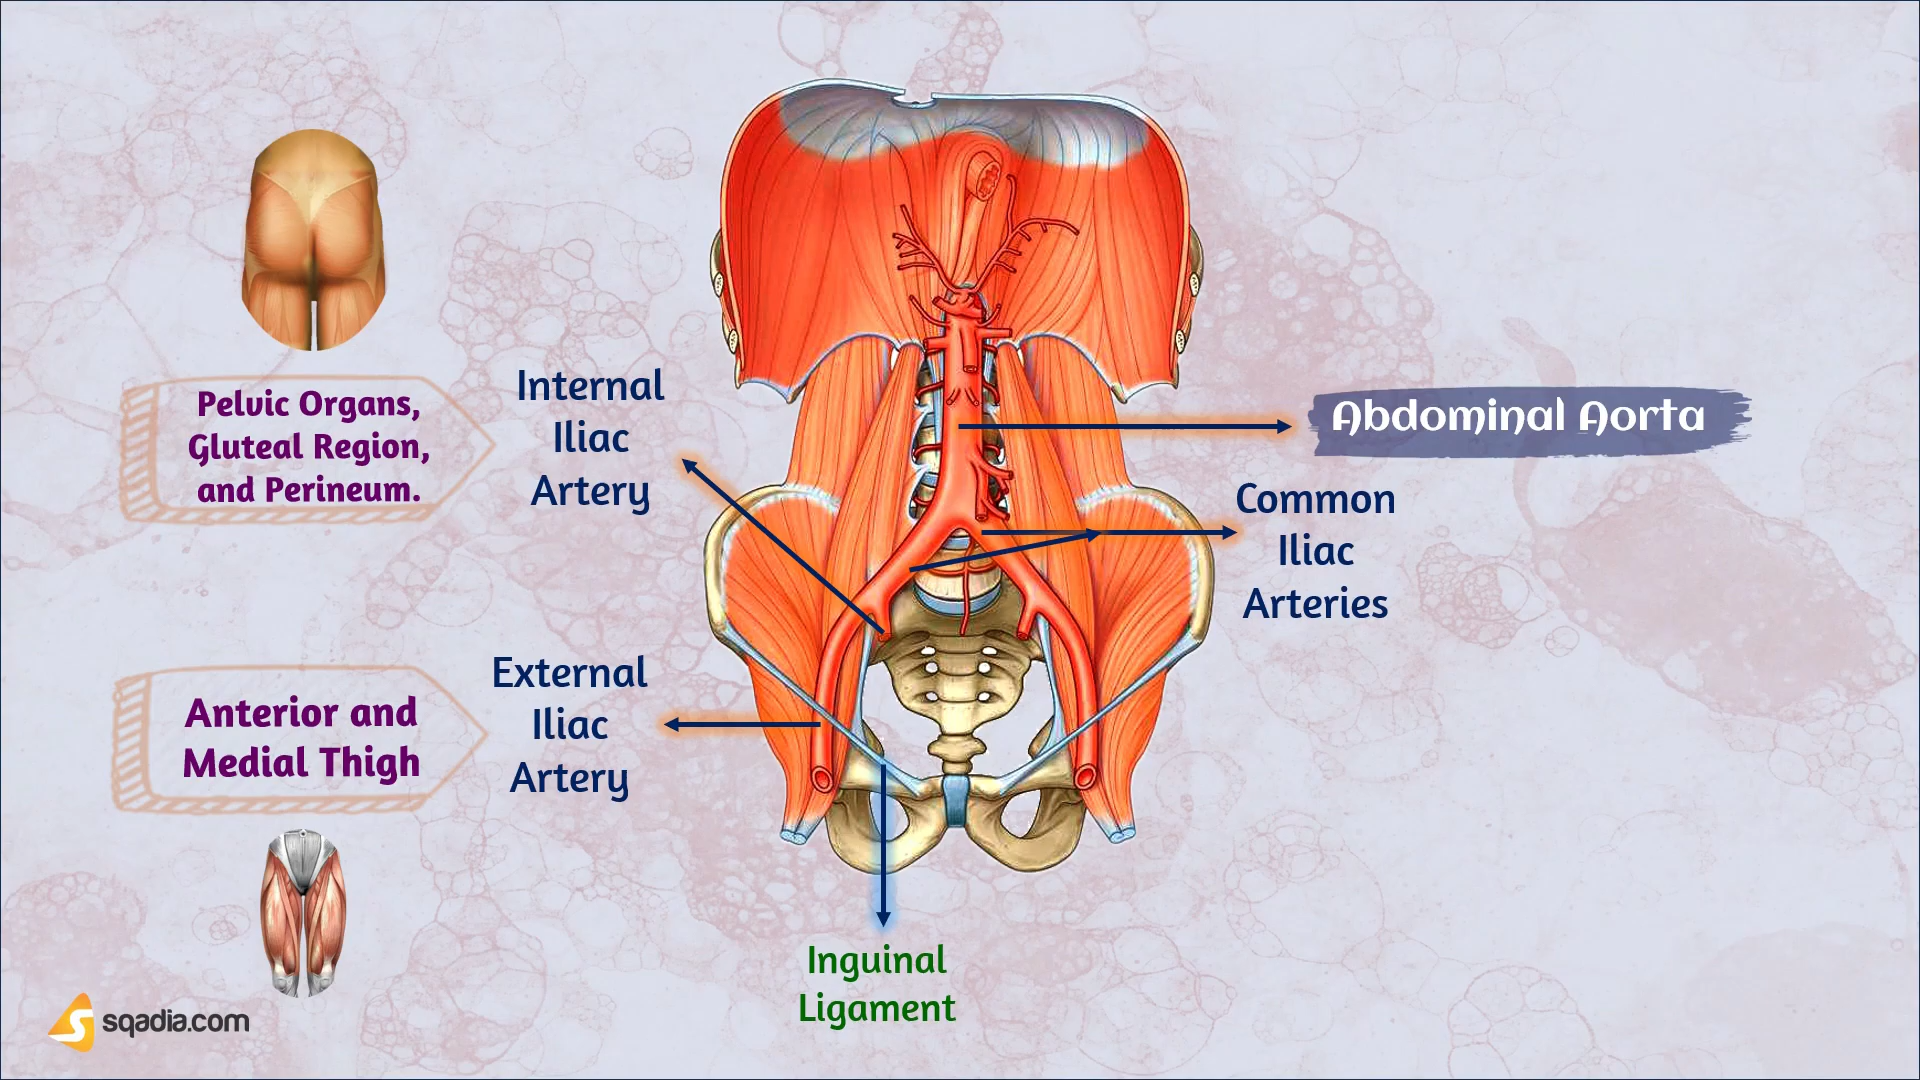 Pelvic Organs,
Gluteal Region,
and Perineum.
Internal
Iliac
Artery
Abdominal Aorta
Common
Iliac
Arteries
External
Iliac
Artery
Anterior and
Medial Thigh
Inguinal
Ligament
sqadia.com